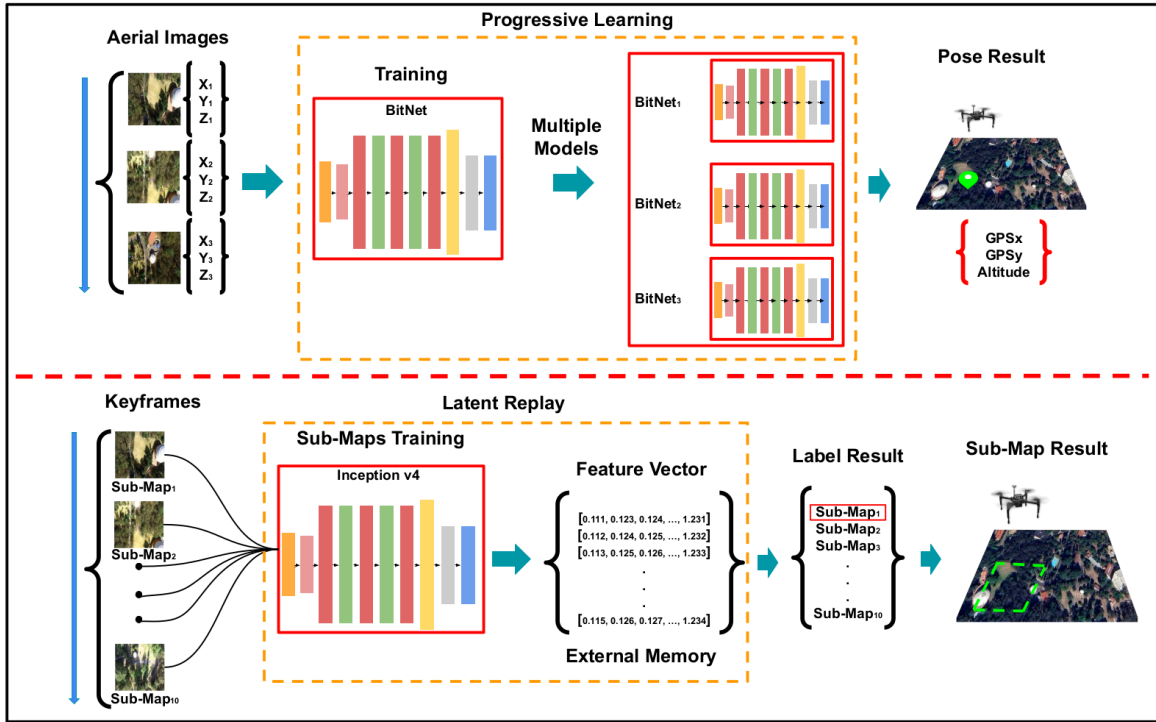 Progressive Learning
Aerial Images
X1
Y1
Z1
X2
Y2
Z2
X3
Y3
Z3
Training
BitNet
Multiple
Models
BitNet1
BitNet2
BitNet3
Pose Result
GPSx
GPSy
Altitude
Keyframes
Sub-Map1
Sub-Map2
Sub-Map10
Latent Replay
Sub-Maps Training
Inception v4
Feature Vector
[0.111, 0.123, 0.124, ..., 1.231]
[0.112, 0.124, 0.125, ..., 1.232]
[0.113, 0.125, 0.126, ..., 1.233]
.
.
.
[0.115, 0.126, 0.127, ..., 1.234]
External Memory
Label Result
Sub-Map1
Sub-Map2
Sub-Map3
.
.
.
Sub-Map10
Sub-Map Result